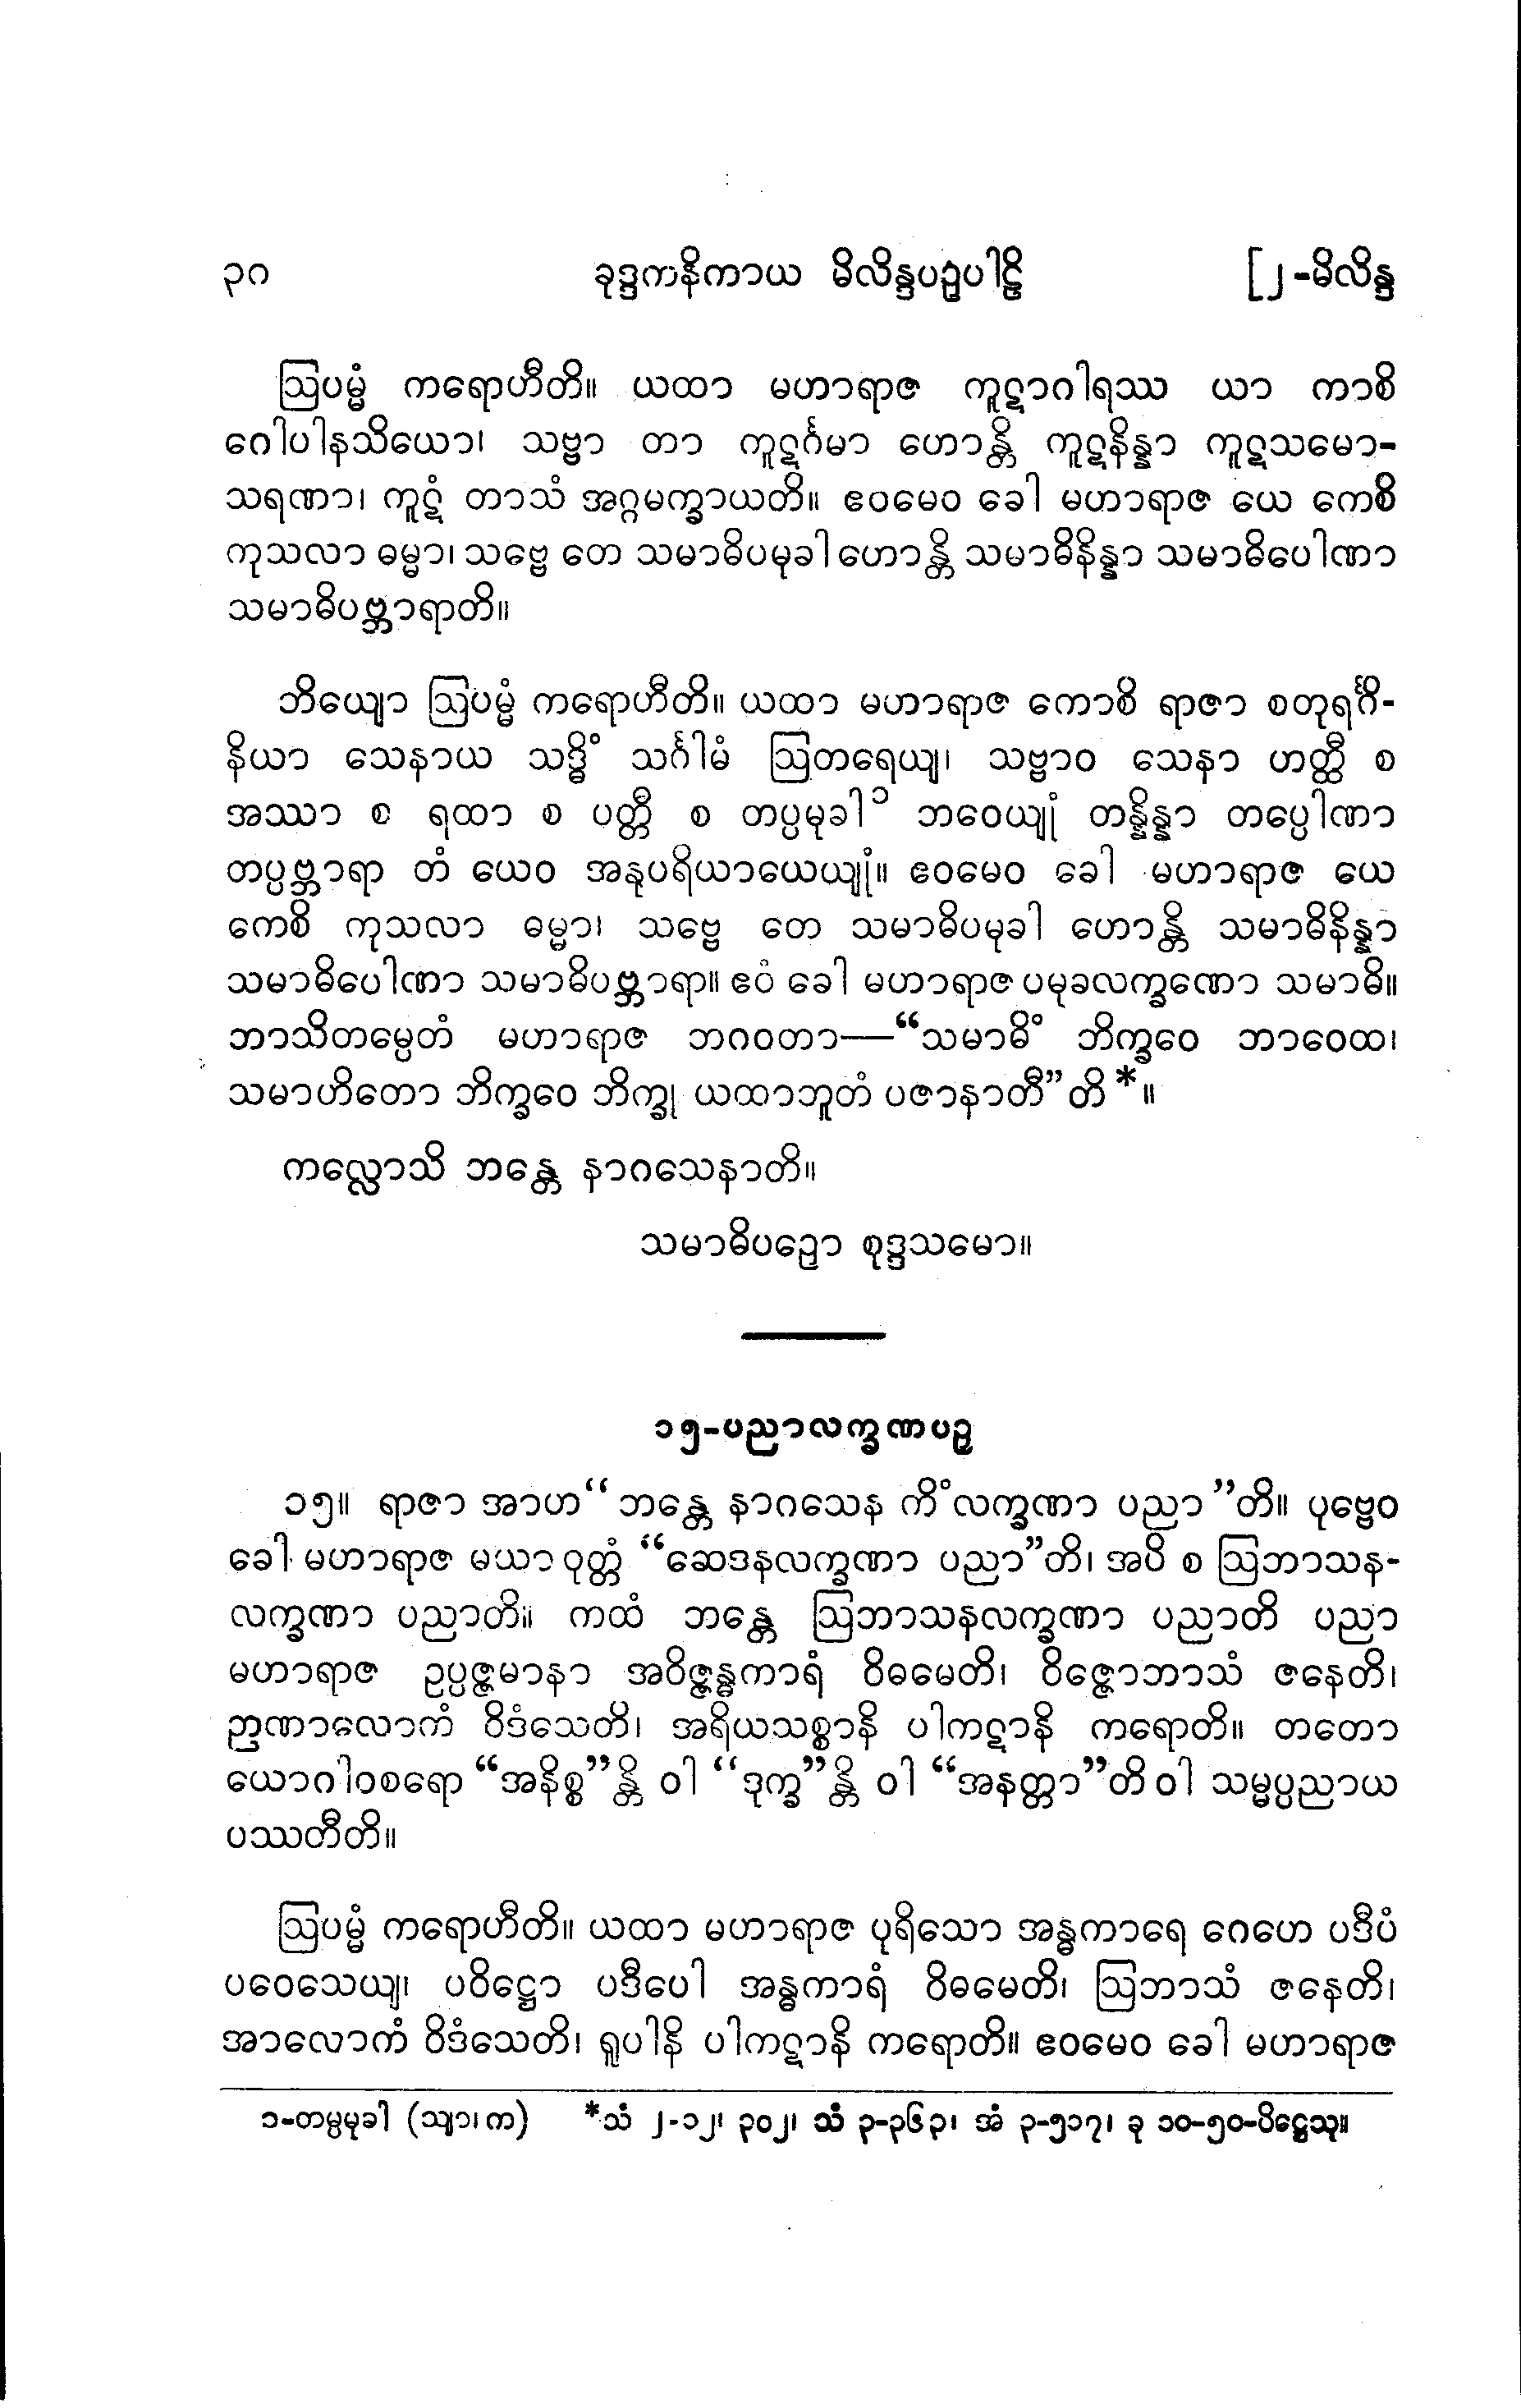 ၃ဂ ခုဒ္ဒကနိကာယ မိလိန္ဒပဥှပါဠိ [၂-မိလိန္ဒ
ဩပမ္မံ ကရောဟီတိ။ ယထာ မဟာရာဇ ကူဋာဂါရဿ ယာ ကာစိ
ဂေါပါနသိယော၊ သဗ္ဗာ တာ ကူဋင်္ဂမာ ဟောန္တိ ကူဋနိန္နာ ကူဋသမော-
သရဏာ၊ ကူဋံ တာသံ အဂ္ဂမက္ခာယတိ။ ဧဝမေဝ ခေါ မဟာရာဇ ယေ ကေစိ
ကုသလာ ဓမ္မာ၊ သဗ္ဗေ တေ သမာဓိပမုခါ ဟောန္တိ သမာဓိနိန္နာ သမာဓိပေါဏာ
သမာဓိပဗ္ဘာရာတိ။
ဘိယျော ဩပမ္မံ ကရောဟီတိ။ ယထာ မဟာရာဇ ကောစိ ရာဇာ စတုရင်္ဂိ-
နိယာ သေနာယ သဒ္ဓိံ သင်္ဂါမံ ဩတရေယျ၊ သဗ္ဗာဝ သေနာ ဟတ္ထီ စ
အဿာ စ ရထာ စ ပတ္တီ စ တပ္ပမုခါ ၁ ဘဝေယျုံ တန္နိန္နာ တပ္ပေါဏာ
တပ္ပဗ္ဘာရာ တံ ယေဝ အနုပရိယာယေယျုံ။ ဧဝမေဝ ခေါ မဟာရာဇ ယေ
ကေစိ ကုသလာ ဓမ္မာ၊ သဗ္ဗေ တေ သမာဓိပမုခါ ဟောန္တိ သမာဓိနိန္နာ
သမာဓိပေါဏာ သမာဓိပဗ္ဘာရာ။ ဧဝံ ခေါ မဟာရာဇ ပမုခလက္ခဏော သမာဓိ။
ဘာသိတမ္ပေတံ မဟာရာဇ ဘဂဝတာ—“သမာဓိံ ဘိက္ခဝေ ဘာဝေထ၊
သမာဟိတော ဘိက္ခဝေ ဘိက္ခု ယထာဘူတံ ပဇာနာတီ”တိ*။
ကလ္လောသိ ဘန္တေ နာဂသေနာတိ။
သမာဓိပဥှော စုဒ္ဒသမော။
၁၅-ပညာလက္ခဏပဥှ
၁၅။ ရာဇာ အာဟ“ဘန္တေ နာဂသေန ကိံလက္ခဏာ ပညာ”တိ။ ပုဗ္ဗေဝ
ခေါ မဟာရာဇ မယာ ဝုတ္တံ “ဆေဒနလက္ခဏာ ပညာ”တိ၊ အပိ စ ဩဘာသန-
လက္ခဏာ ပညာတိ။ ကထံ ဘန္တေ ဩဘာသနလက္ခဏာ ပညာတိ ပညာ
မဟာရာဇ ဥပ္ပဇ္ဇမာနာ အဝိဇ္ဇန္ဓကာရံ ဝိဓမေတိ၊ ဝိဇ္ဇောဘာသံ ဇနေတိ၊
ဉာဏာလောကံ ဝိဒံသေတိ၊ အရိယသစ္စာနိ ပါကဋာနိ ကရောတိ။ တတော
ယောဂါဝစရော “အနိစ္စ”န္တိ ဝါ “ဒုက္ခ”န္တိ ဝါ “အနတ္တာ”တိ ဝါ သမ္မပ္ပညာယ
ပဿတီတိ။
ဩပမ္မံ ကရောဟီတိ။ ယထာ မဟာရာဇ ပုရိသော အန္ဓကာရေ ဂေဟေ ပဒီပံ
ပဝေသေယျ၊ ပဝိဋ္ဌော ပဒီပေါ အန္ဓကာရံ ဝိဓမေတိ၊ ဩဘာသံ ဇနေတိ၊
အာလောကံ ဝိဒံသေတိ၊ ရူပါနိ ပါကဋာနိ ကရောတိ။ ဧဝမေဝ ခေါ မဟာရာဇ
၁-တမ္ပမုခါ (သျာ၊ က) *သံ ၂-၁၂၊ ၃၀၂၊ သံ ၃-၃၆၃၊ အံ ၃-၅၁၇၊ ခု ၁၀-၅၀-ပိဋ္ဌေသု။